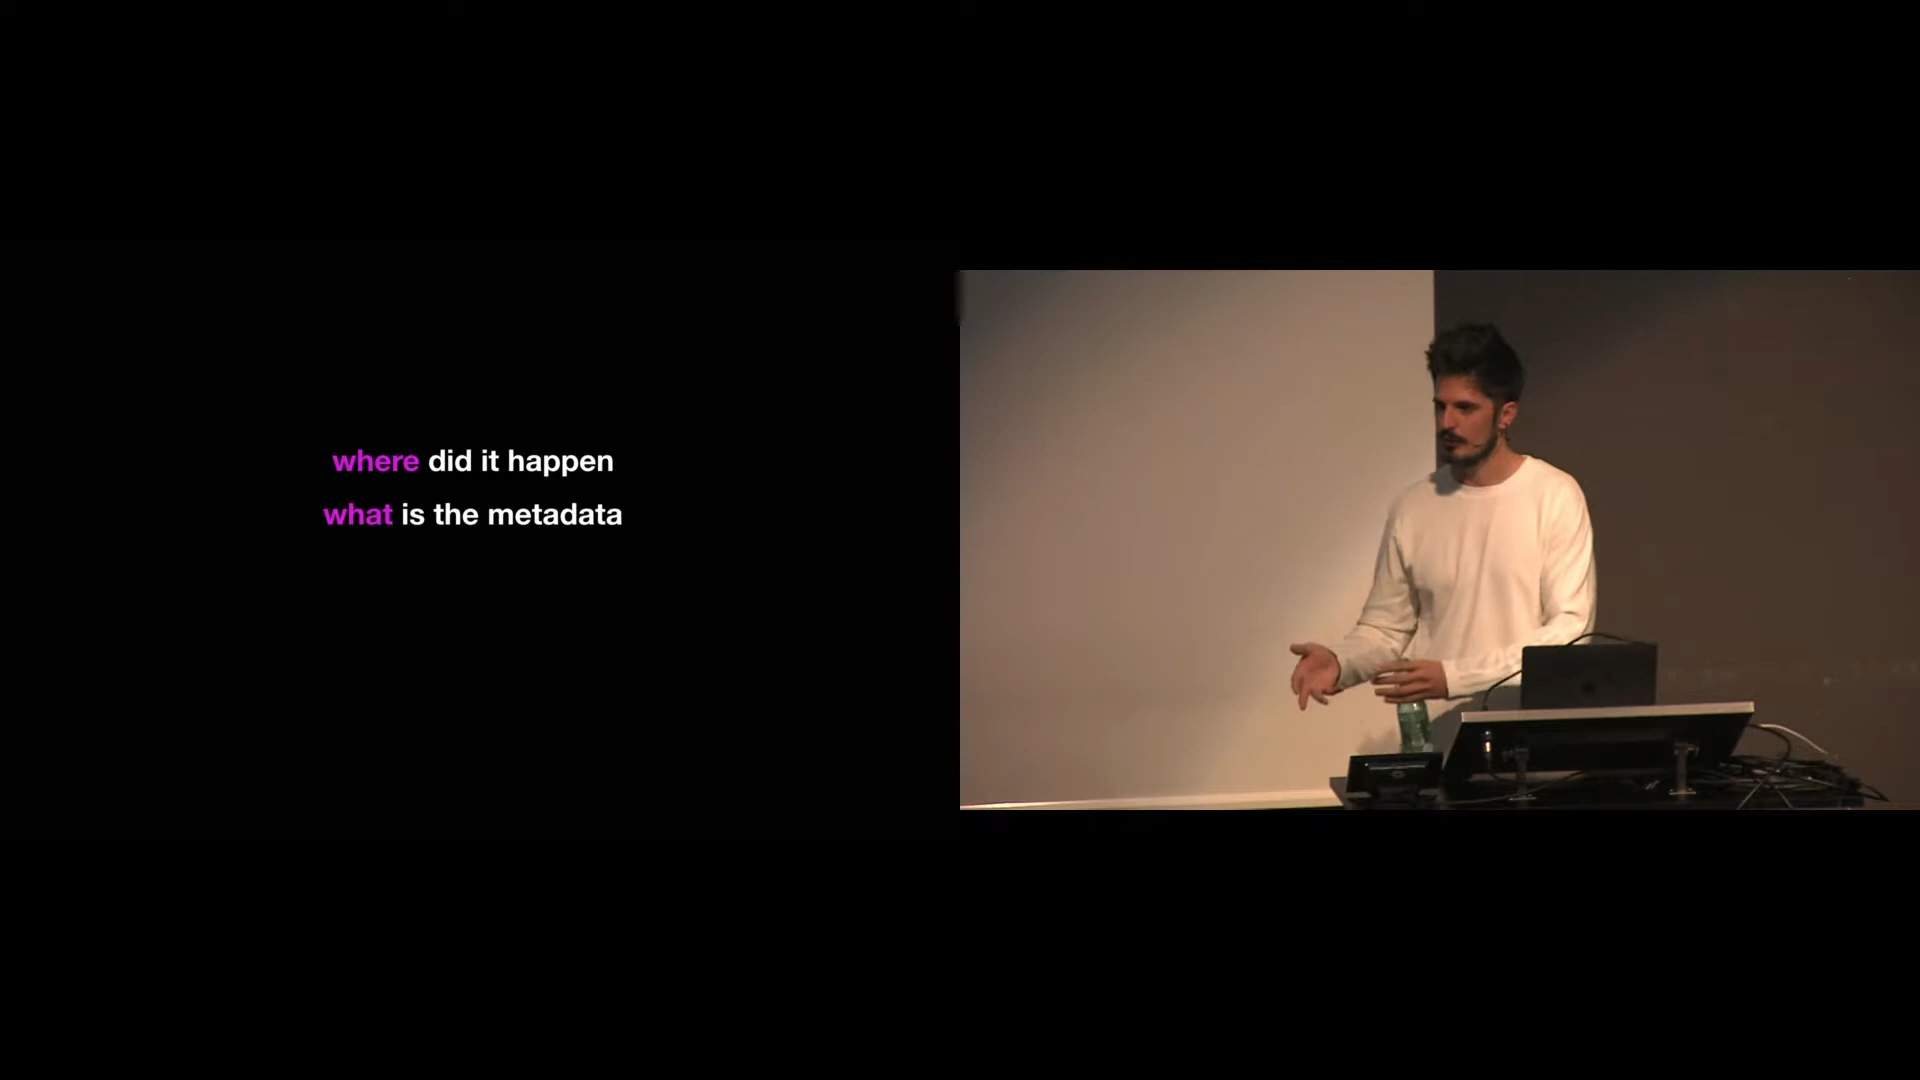 where did it happen
what is the metadata